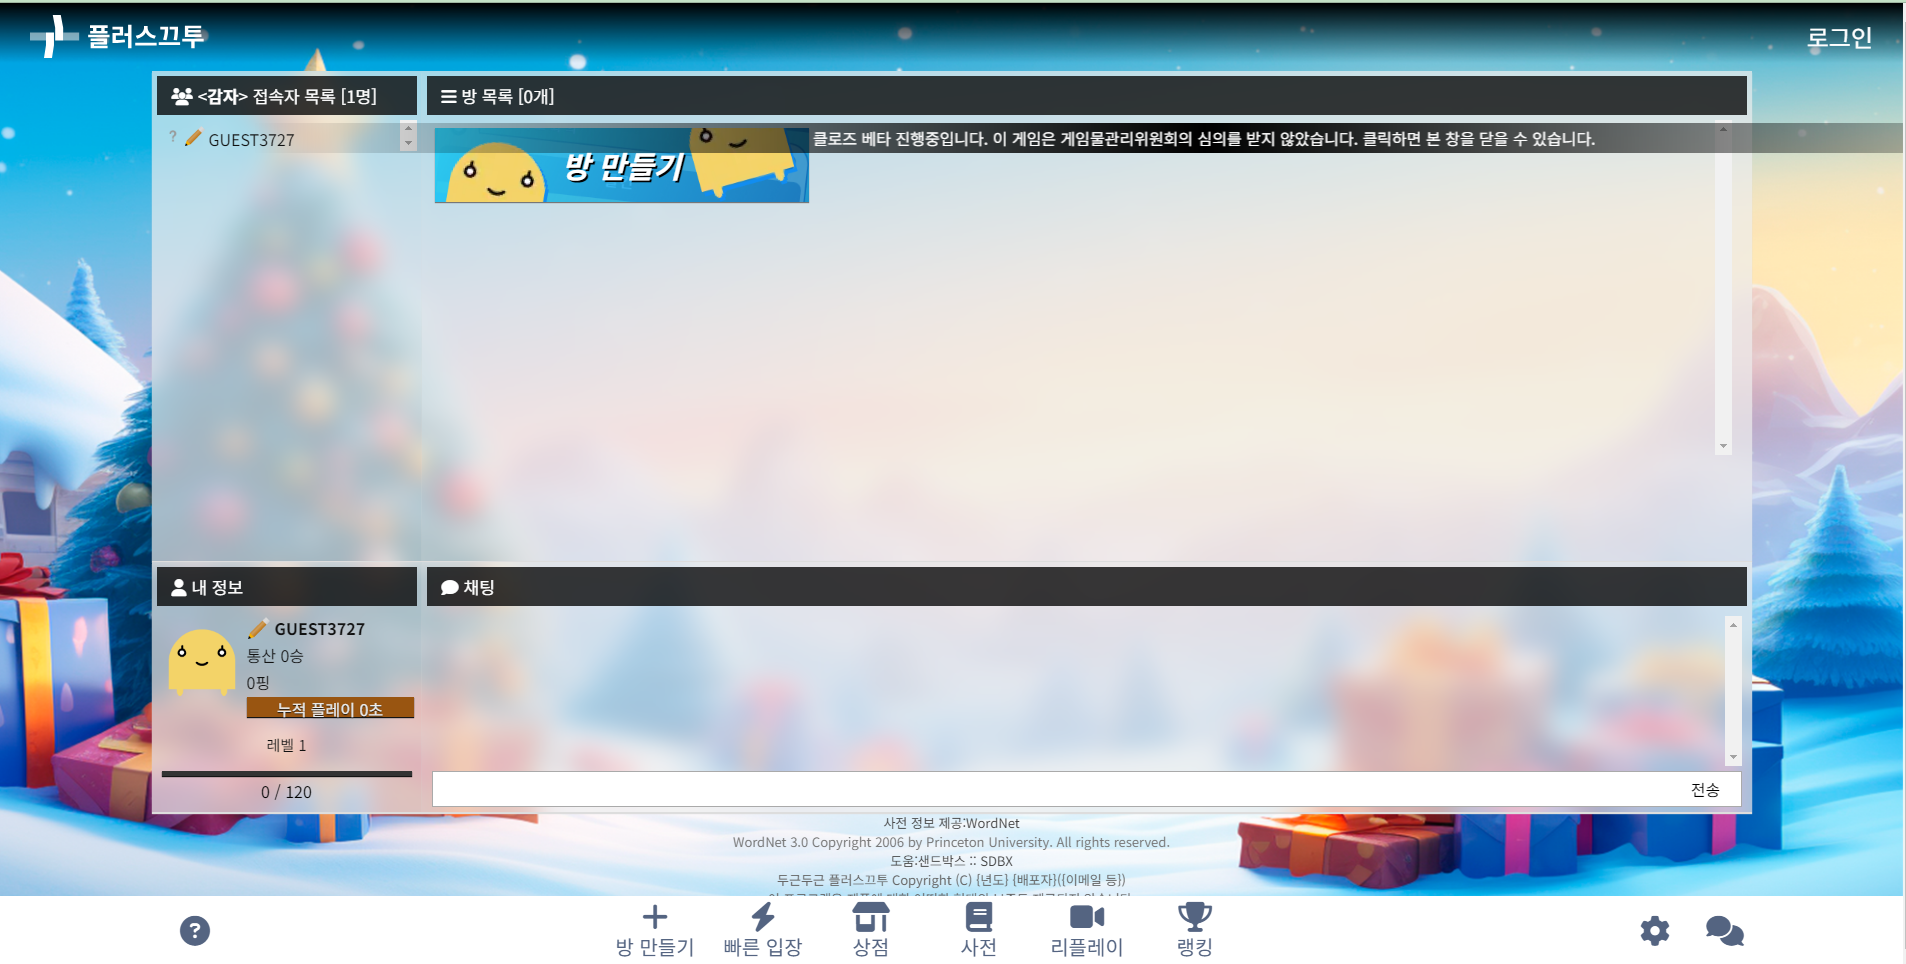 플러스끄투
로그인
<감자> 접속자 목록 [1명]
방 목록 [0개]
? GUEST3727
방 만들기
클로즈 베타 진행중입니다. 이 게임은 게임물관리위원회의 심의를 받지 않았습니다. 클릭하면 본 창을 닫을 수 있습니다.
내 정보
GUEST3727
통산 0승
0핑
누적 플레이 0초
레벨 1
0 / 120
채팅
전송
사전 정보 제공:WordNet
WordNet 3.0 Copyright 2006 by Princeton University. All rights reserved.
도움:샌드박스 :: SDBX
두근두근 플러스끄투 Copyright (C) {년도} {배포자}({이메일 등})
?
방 만들기
빠른 입장
상점
사전
리플레이
랭킹